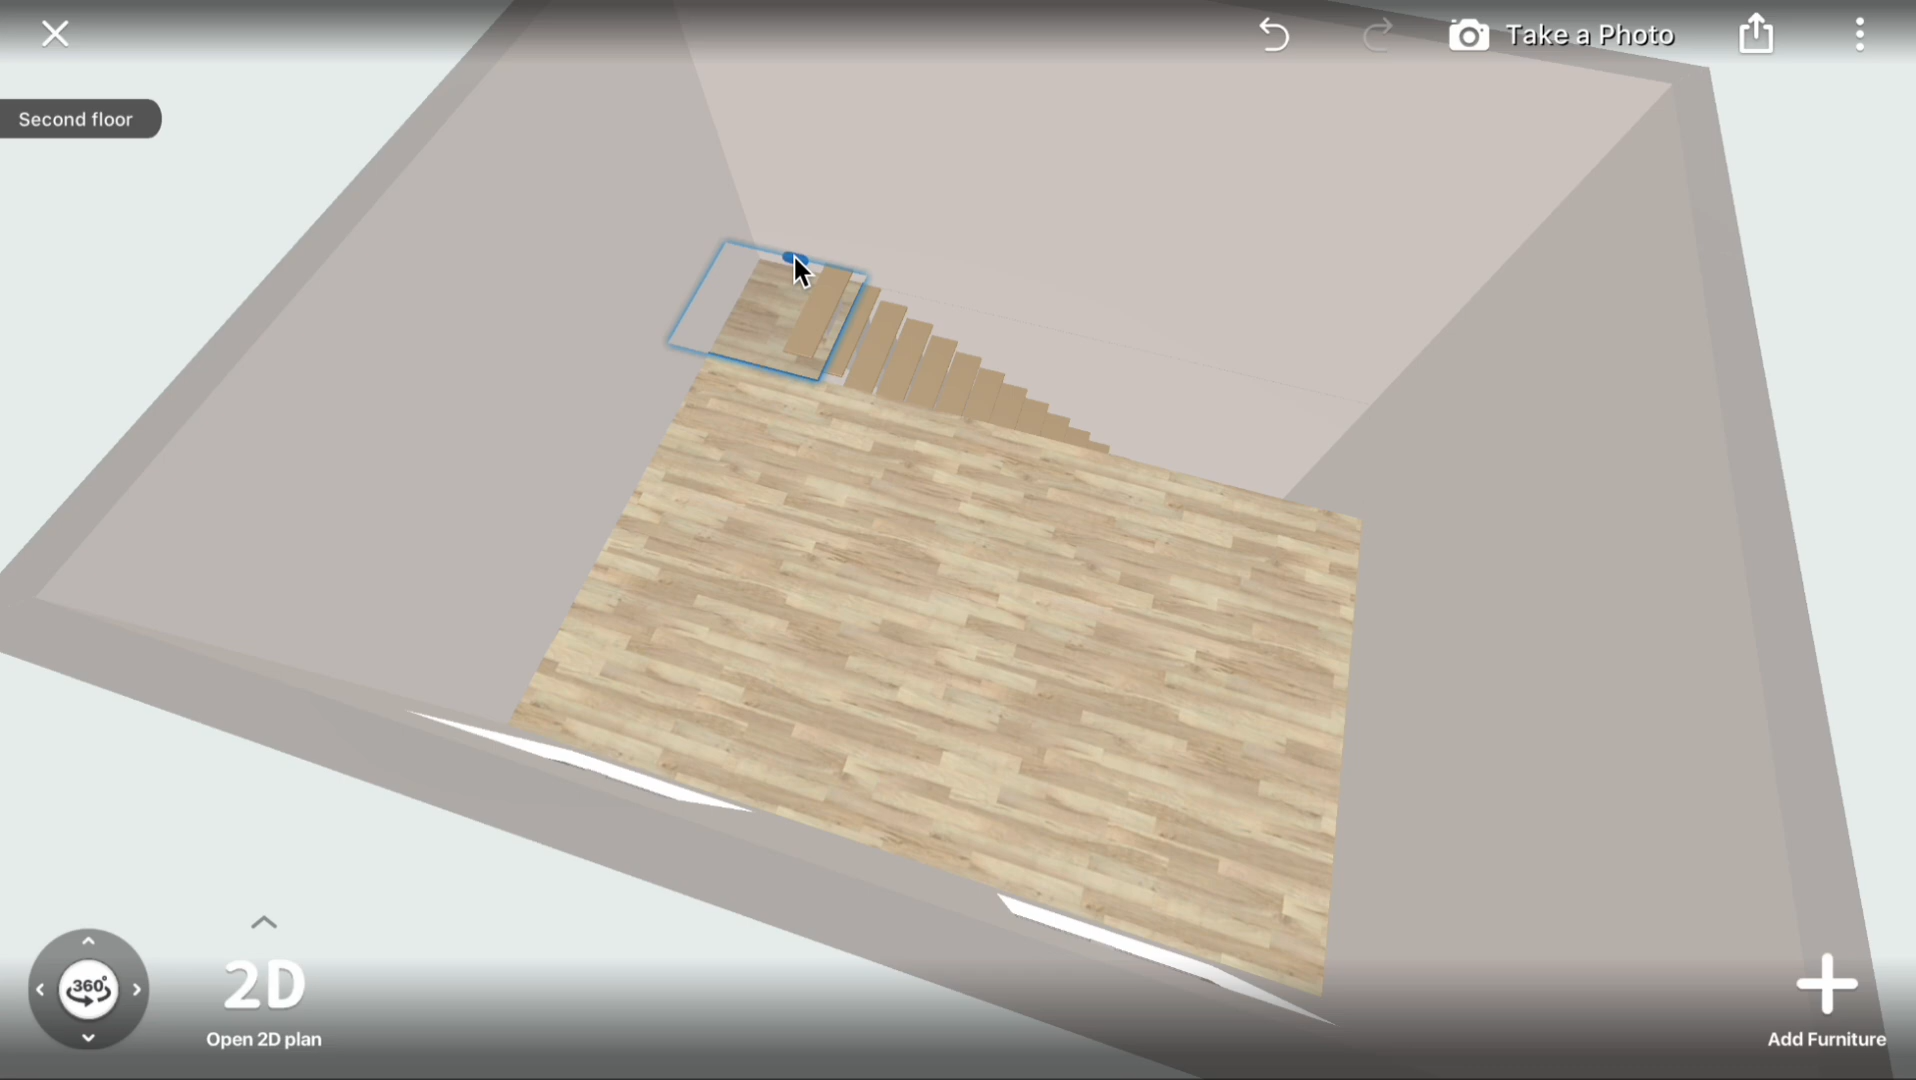 Take a Photo
Second floor
360°
2D
Open 2D plan
Add Furniture